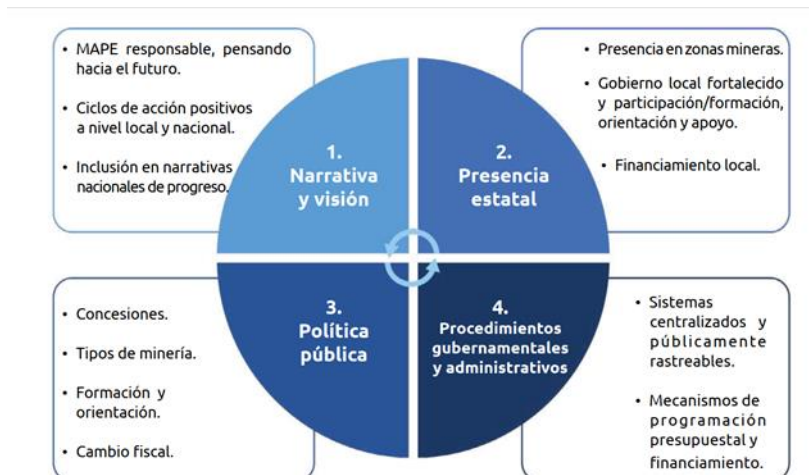 • MAPE responsable, pensando
hacia el futuro.
• Ciclos de acción positivos
a nivel local y nacional.
• Inclusión en narrativas
nacionales de progreso.
1.
Narrativa
y visión
2.
Presencia
estatal
• Presencia en zonas mineras.
• Gobierno local fortalecido
y participación/formación,
orientación y apoyo.
• Financiamiento local.
• Concesiones.
• Tipos de minería.
• Formación y
orientación.
• Cambio fiscal.
3.
Política
pública
4.
Procedimientos
gubernamentales
y administrativos
• Sistemas
centralizados y
públicamente
rastreables.
• Mecanismos de
programación
presupuestal y
financiamiento.